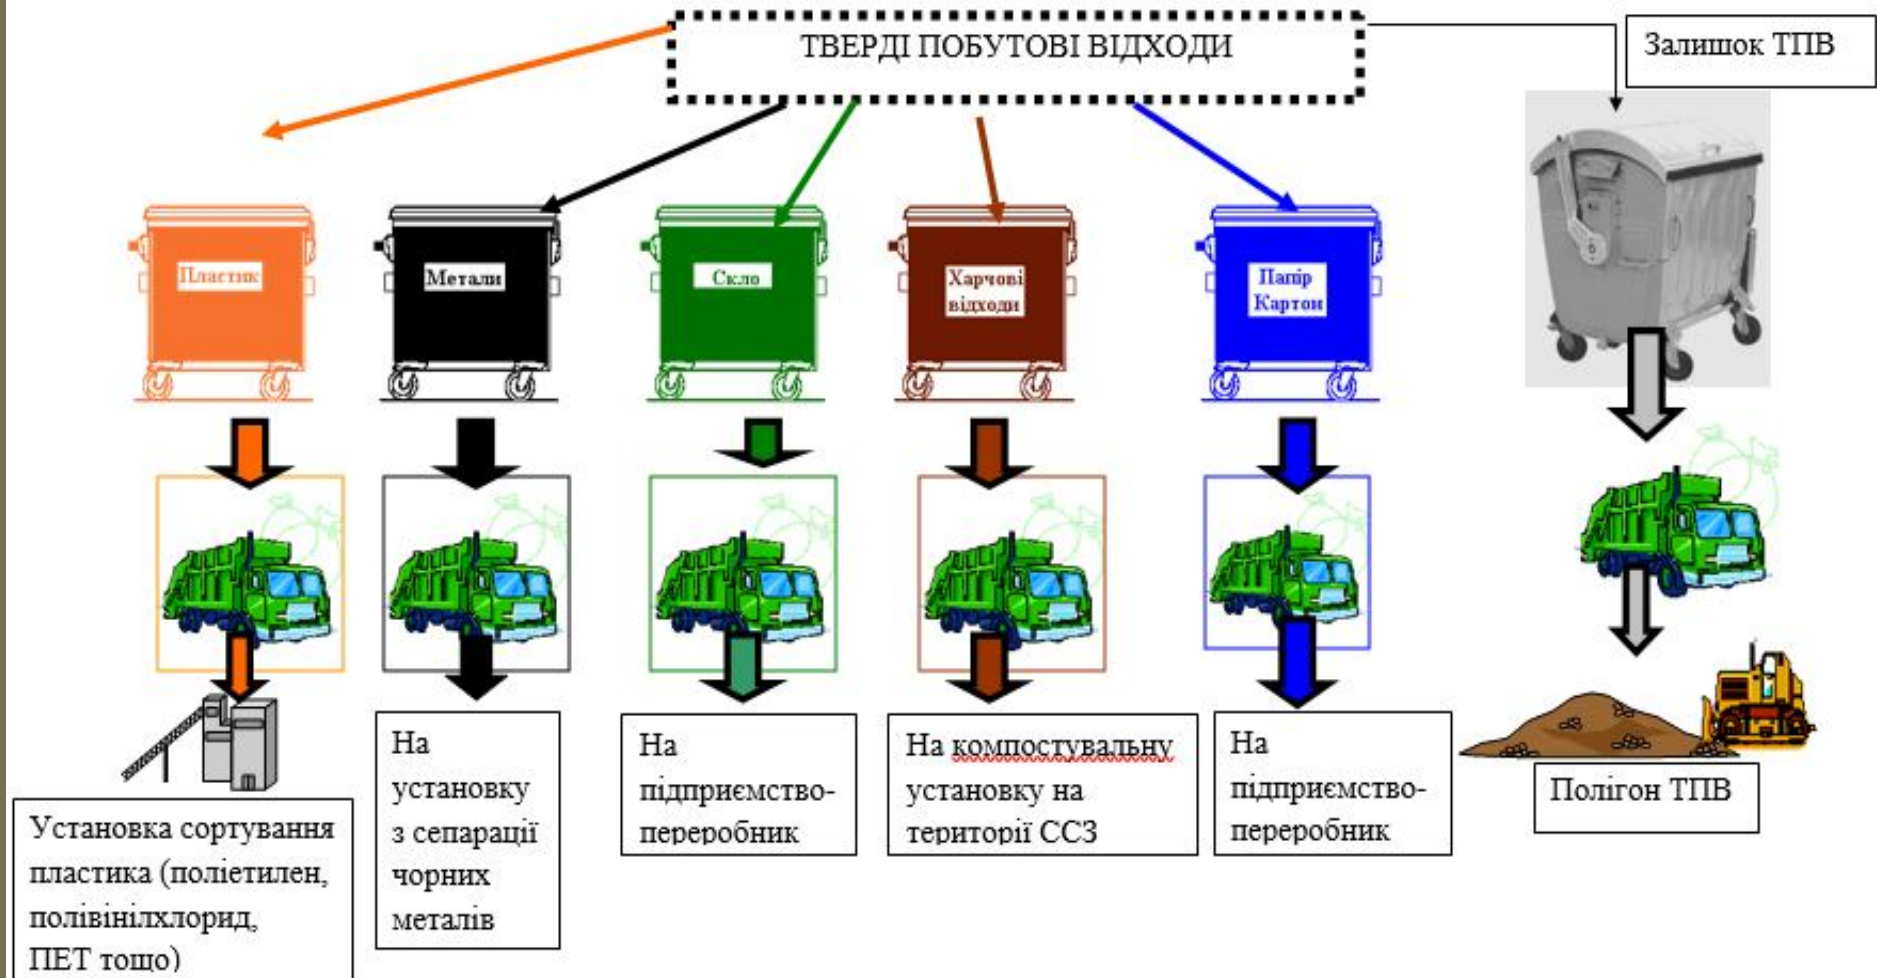 ТВЕРДІ ПОБУТОВІ ВІДХОДИ
Залишок ТПВ
Пластик
Метали
Скло
Харчові
відходи
Папір
Картон
Установка сортування
пластика (поліетилен,
полівінілхлорид,
ПЕТ тощо)
На
установку
з сепарації
чорних
металів
На
підприємство-
переробник
На компостувальну
установку на
території ССЗ
На
підприємство-
переробник
Полігон ТПВ